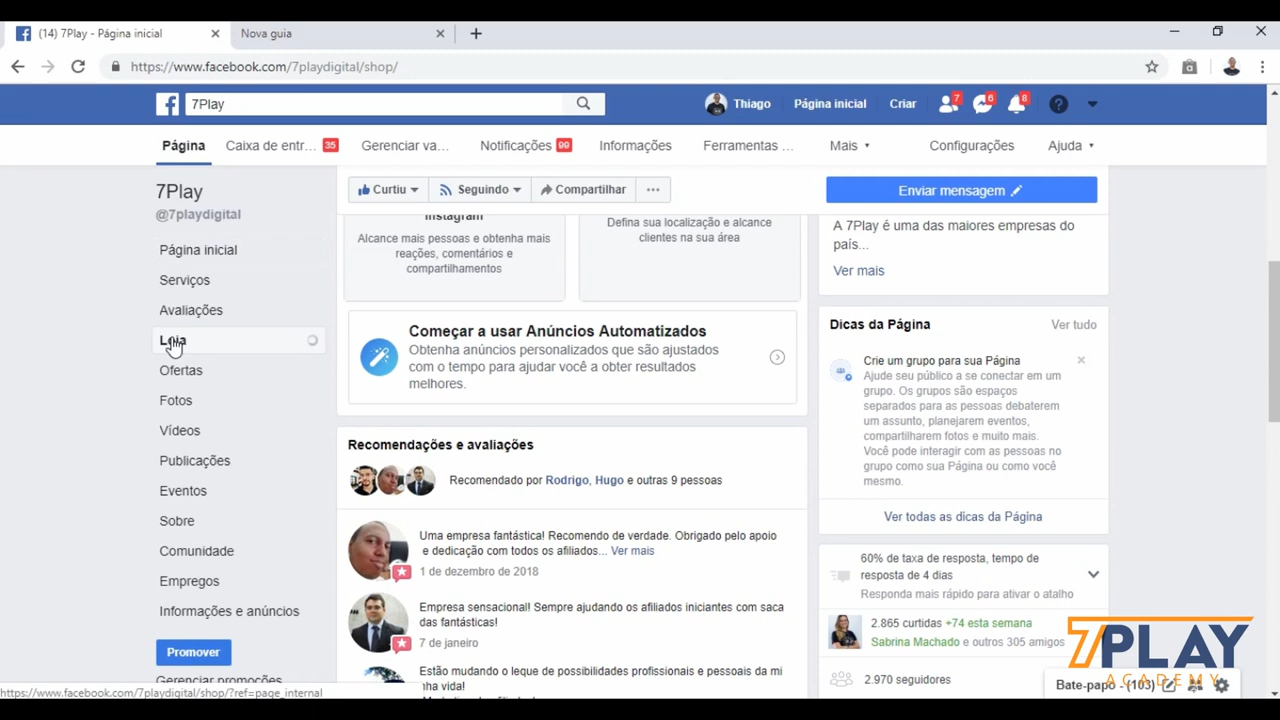 (14) 7Play - Página inicial
Nova guia
https://www.facebook.com/7playdigital/shop/
7Play
Thiago
Página inicial
Criar
7
6
8
Página
Caixa de entr... 35
Gerenciar va...
Notificações 99
Informações
Ferramentas ...
Mais
Configurações
Ajuda
7Play
@7playdigital
Página inicial
Serviços
Avaliações
Loja
Ofertas
Fotos
Vídeos
Publicações
Eventos
Sobre
Comunidade
Empregos
Informações e anúncios
Promover
Gerenciar promoções
https://www.facebook.com/7playdigital/shop/?ref=page_internal
Curtiu
Seguindo
Compartilhar
Enviar mensagem
Instagram
Alcance mais pessoas e obtenha mais
reações, comentários e
compartilhamentos
Defina sua localização e alcance
clientes na sua área
Começar a usar Anúncios Automatizados
Obtenha anúncios personalizados que são ajustados
com o tempo para ajudar você a obter resultados
melhores.
Recomendações e avaliações
Recomendado por Rodrigo, Hugo e outras 9 pessoas
Uma empresa fantástica! Recomendo de verdade. Obrigado pelo apoio
e dedicação com todos os afiliados... Ver mais
1 de dezembro de 2018
Empresa sensacional! Sempre ajudando os afiliados iniciantes com saca
das fantásticas!
7 de janeiro
Estão mudando o leque de possibilidades profissionais e pessoais da mi
nha vida!
A 7Play é uma das maiores empresas do
país...
Ver mais
Dicas da Página
Ver tudo
Crie um grupo para sua Página
Ajude seu público a se conectar em um
grupo. Os grupos são espaços
separados para as pessoas debaterem
um assunto, planejarem eventos,
compartilharem fotos e muito mais.
Você pode interagir com as pessoas no
grupo como sua Página ou como você
mesmo.
Ver todas as dicas da Página
60% de taxa de resposta, tempo de
resposta de 4 dias
Responda mais rápido para ativar o atalho
2.865 curtidas +74 esta semana
Sabrina Machado e outros 305 amigos
2.970 seguidores
Bate-papo (103)
7PLAY
ACADEMY